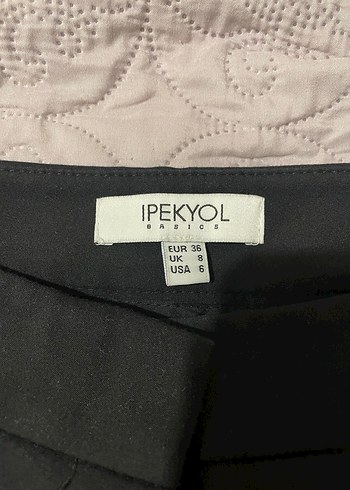 IPEKYOL
BASICS
EUR 36
UK 8
USA 6